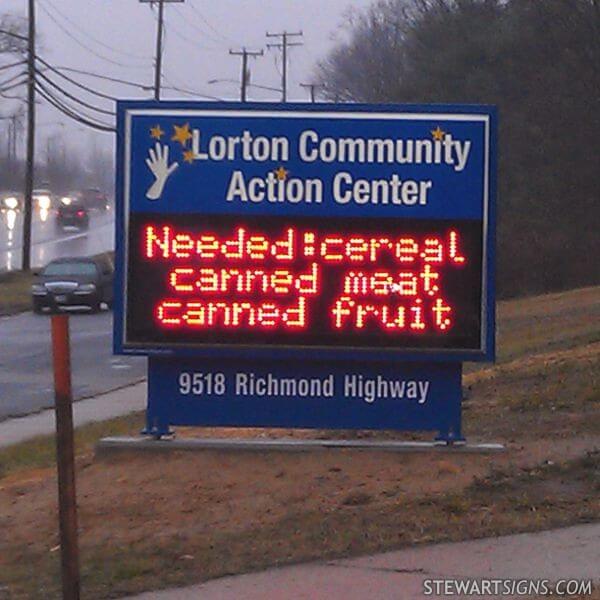 Lorton Community
Action Center
Needed:cereal
canned meat
canned fruit
9518 Richmond Highway
STEWARTSIGNS.COM